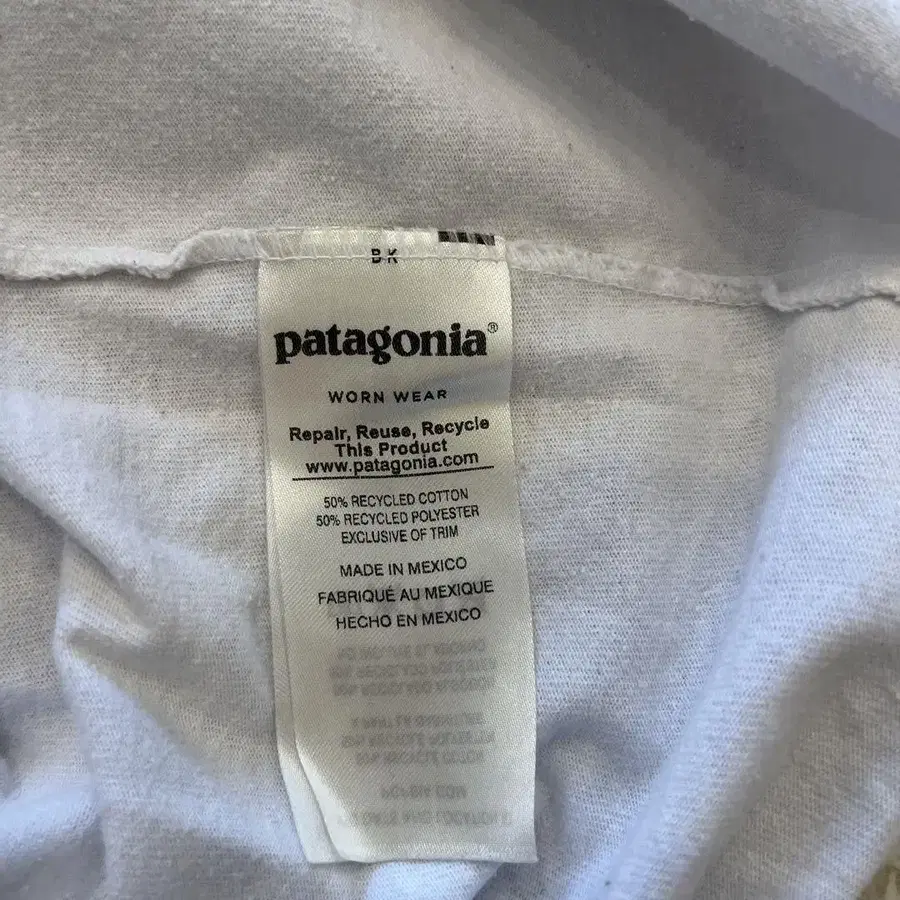 BK
patagonia®
WORN WEAR
Repair, Reuse, Recycle
This Product
www.patagonia.com
50% RECYCLED COTTON
50% RECYCLED POLYESTER
EXCLUSIVE OF TRIM
MADE IN MEXICO
FABRIQUÉ AU MEXIQUE
HECHO EN MEXICO